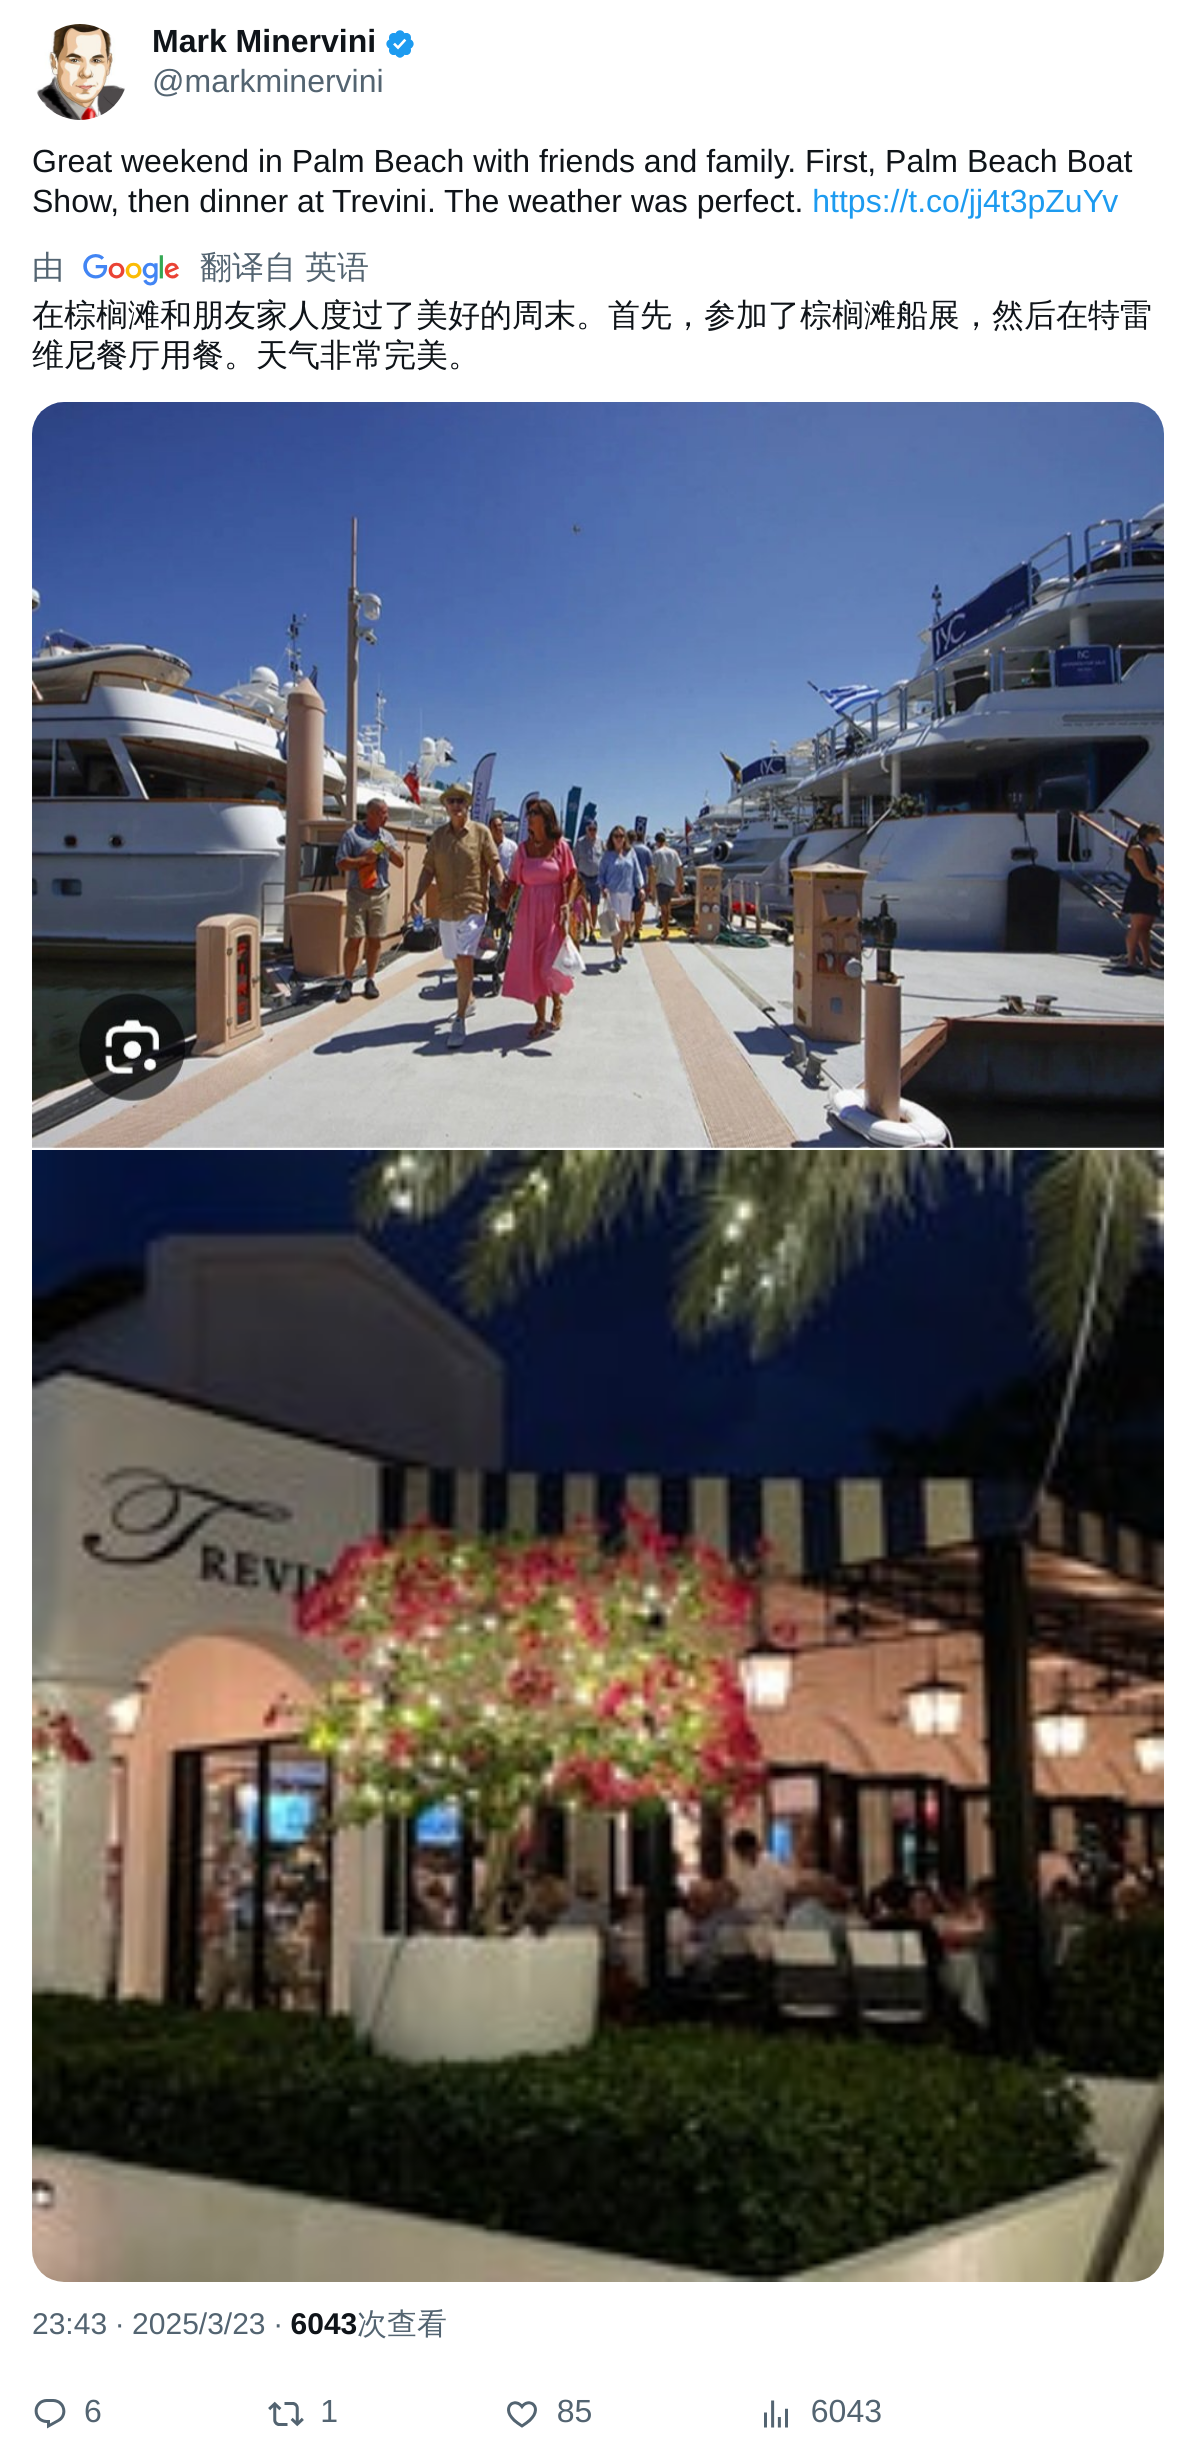 Mark Minervini
@markminervini
Great weekend in Palm Beach with friends and family. First, Palm Beach Boat
Show, then dinner at Trevini. The weather was perfect. https://t.co/jj4t3pZuYv
由 Google 翻译自 英语
在棕榈滩和朋友家人度过了美好的周末。首先，参加了棕榈滩船展，然后在特雷
维尼餐厅用餐。天气非常完美。
IYC
IYC
IYC
TREVIN
23:43 · 2025/3/23 · 6043次查看
6 1 85 6043